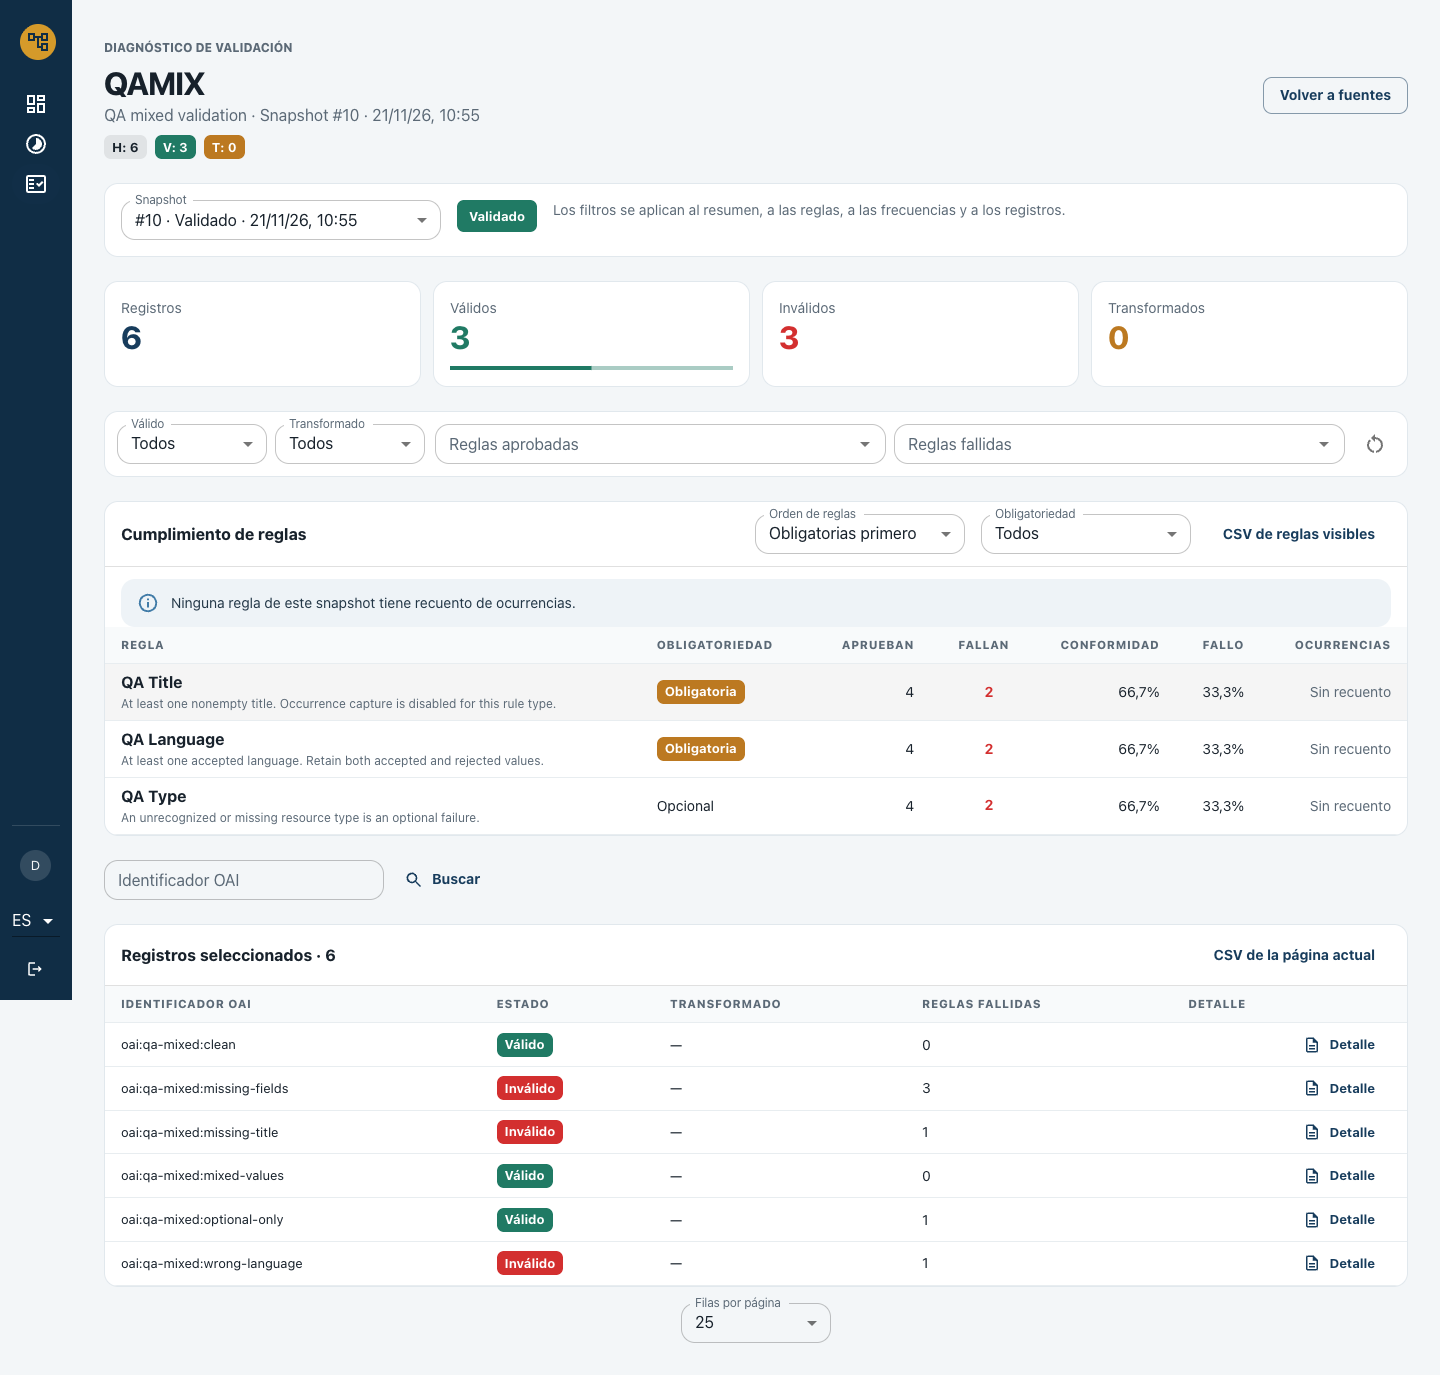 DIAGNÓSTICO DE VALIDACIÓN
QAMIX
QA mixed validation · Snapshot #10 · 21/11/26, 10:55
H: 6 V: 3 T: 0
Volver a fuentes
Snapshot
#10 · Validado · 21/11/26, 10:55
Validado
Los filtros se aplican al resumen, a las reglas, a las frecuencias y a los registros.
Registros
6
Válidos
3
Inválidos
3
Transformados
0
Válido
Todos
Transformado
Todos
Reglas aprobadas
Reglas fallidas
Cumplimiento de reglas
Orden de reglas
Obligatorias primero
Obligatoriedad
Todos
CSV de reglas visibles
Ninguna regla de este snapshot tiene recuento de ocurrencias.
REGLA OBLIGATORIEDAD APRUEBAN FALLAN CONFORMIDAD FALLO OCURRENCIAS
QA Title
At least one nonempty title. Occurrence capture is disabled for this rule type.
Obligatoria 4 2 66,7% 33,3% Sin recuento
QA Language
At least one accepted language. Retain both accepted and rejected values.
Obligatoria 4 2 66,7% 33,3% Sin recuento
QA Type
An unrecognized or missing resource type is an optional failure.
Opcional 4 2 66,7% 33,3% Sin recuento
D
ES
Identificador OAI
Buscar
Registros seleccionados · 6
CSV de la página actual
IDENTIFICADOR OAI ESTADO TRANSFORMADO REGLAS FALLIDAS DETALLE
oai:qa-mixed:clean Válido — 0 Detalle
oai:qa-mixed:missing-fields Inválido — 3 Detalle
oai:qa-mixed:missing-title Inválido — 1 Detalle
oai:qa-mixed:mixed-values Válido — 0 Detalle
oai:qa-mixed:optional-only Válido — 1 Detalle
oai:qa-mixed:wrong-language Inválido — 1 Detalle
Filas por página
25